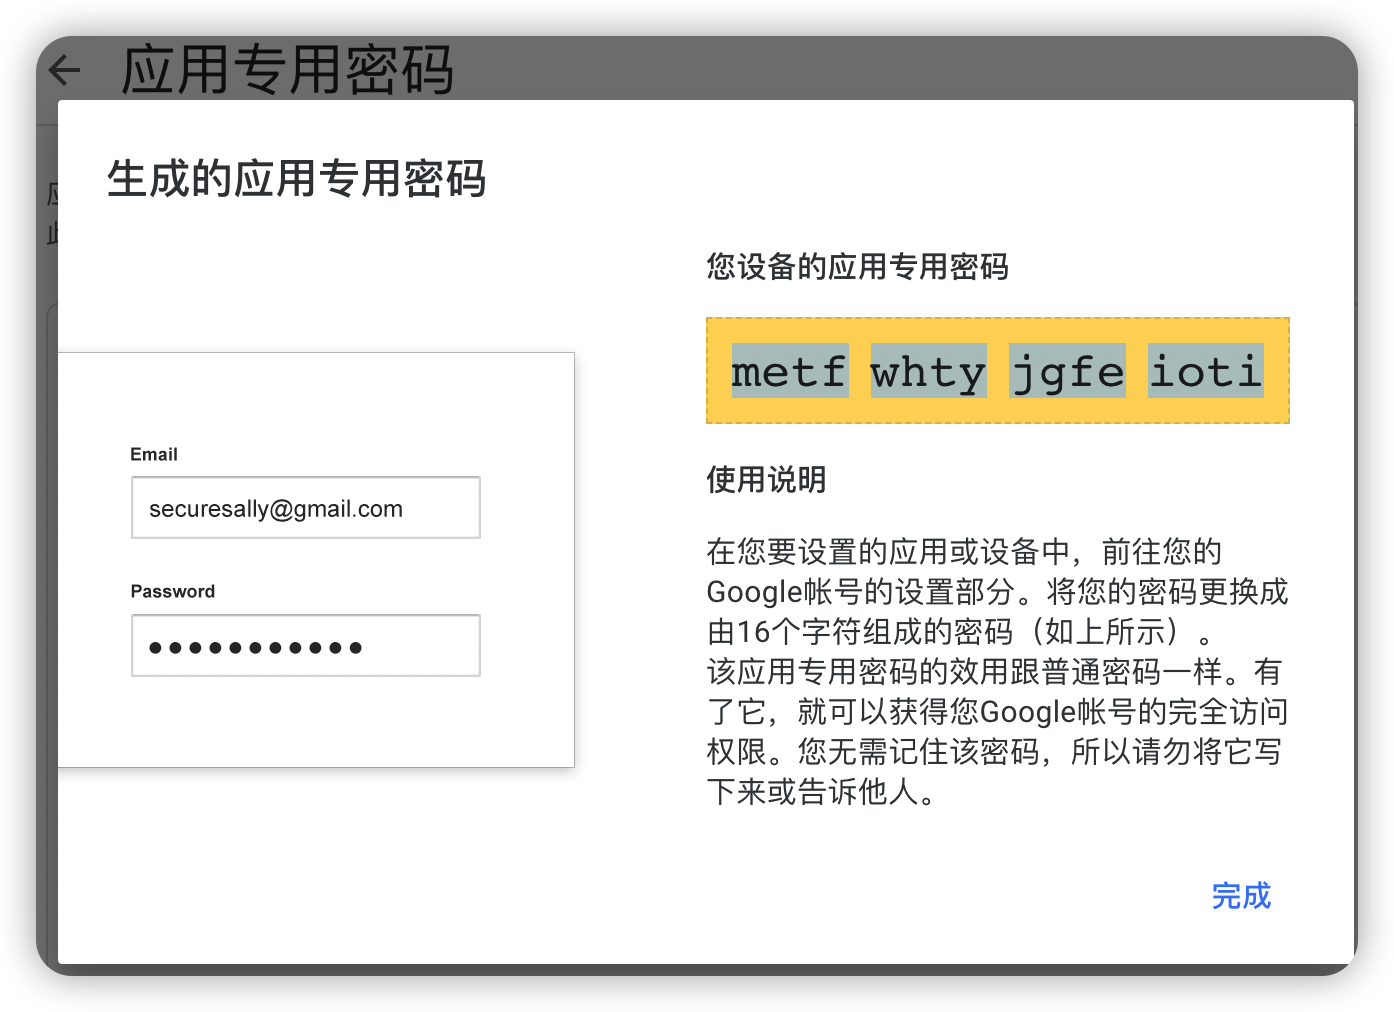 应用专用密码
生成的应用专用密码
Email
securesally@gmail.com
Password
您设备的应用专用密码
metf whty jgfe ioti
使用说明
在您要设置的应用或设备中，前往您的
Google帐号的设置部分。将您的密码更换成
由16个字符组成的密码（如上所示）。
该应用专用密码的效用跟普通密码一样。有
了它，就可以获得您Google帐号的完全访问
权限。您无需记住该密码，所以请勿将它写
下来或告诉他人。
完成